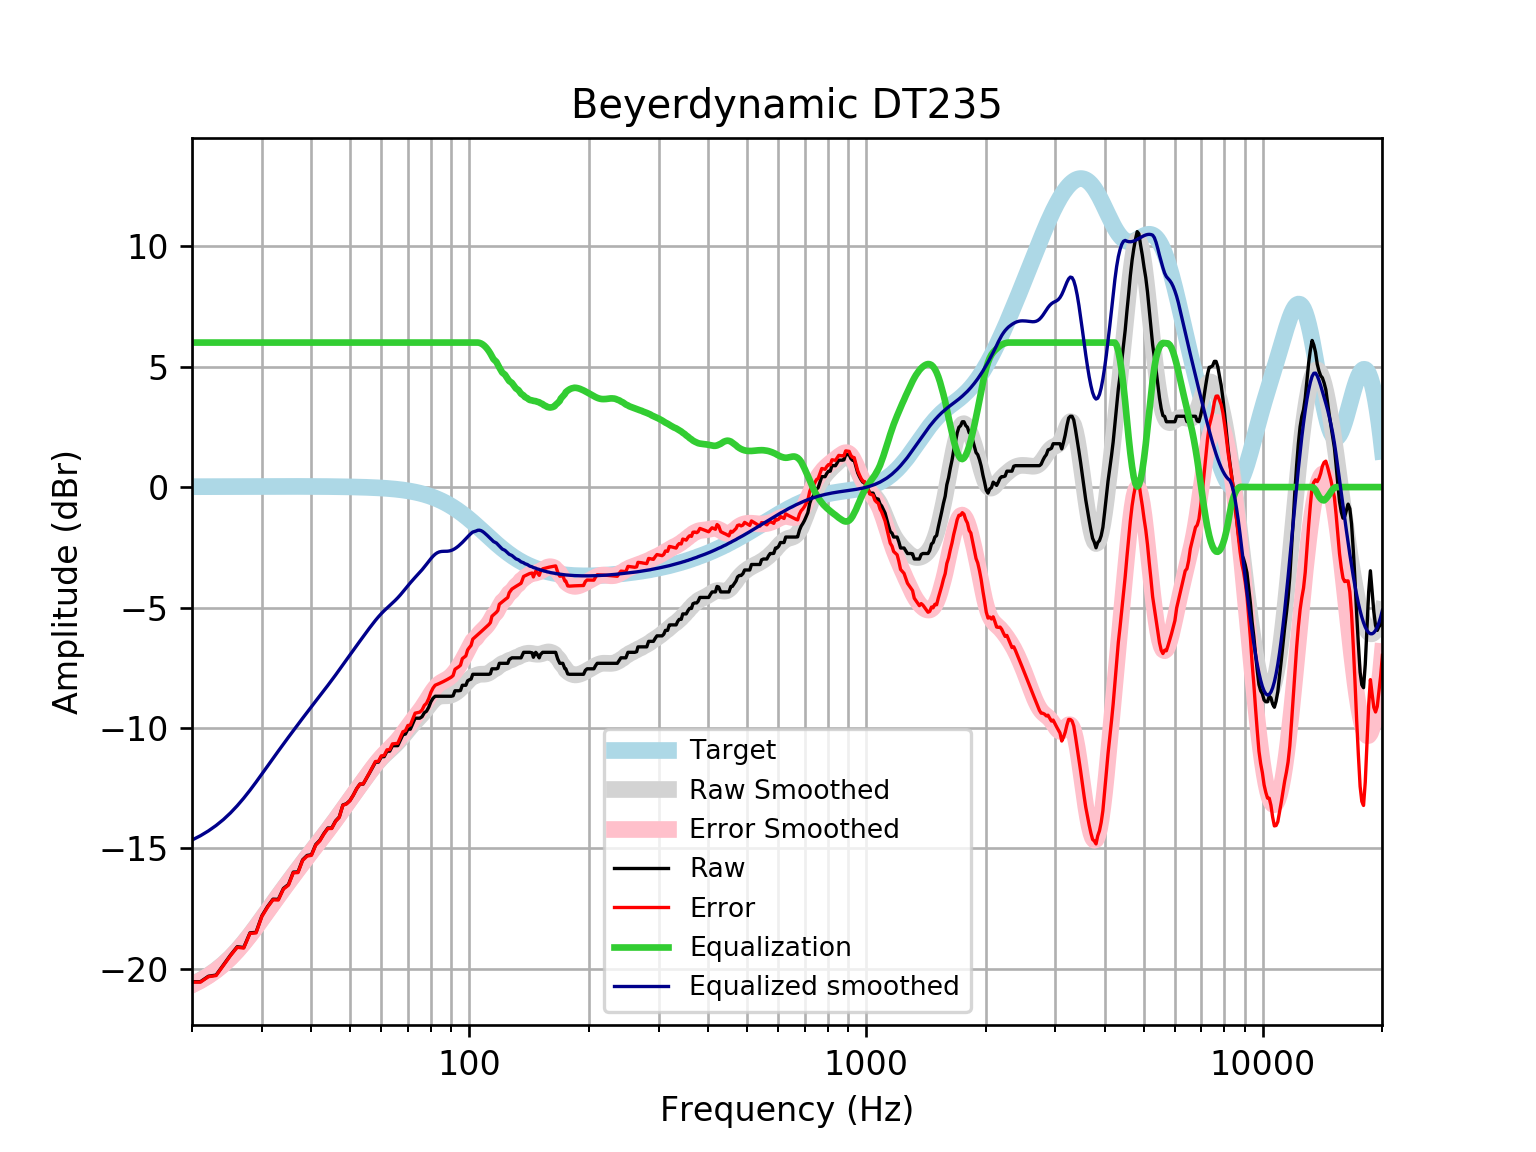 Beyerdynamic DT235
Amplitude (dBr)
10
5
0
−5
−10
−15
−20
Target
Raw Smoothed
Error Smoothed
Raw
Error
Equalization
Equalized smoothed
100 1000 10000
Frequency (Hz)